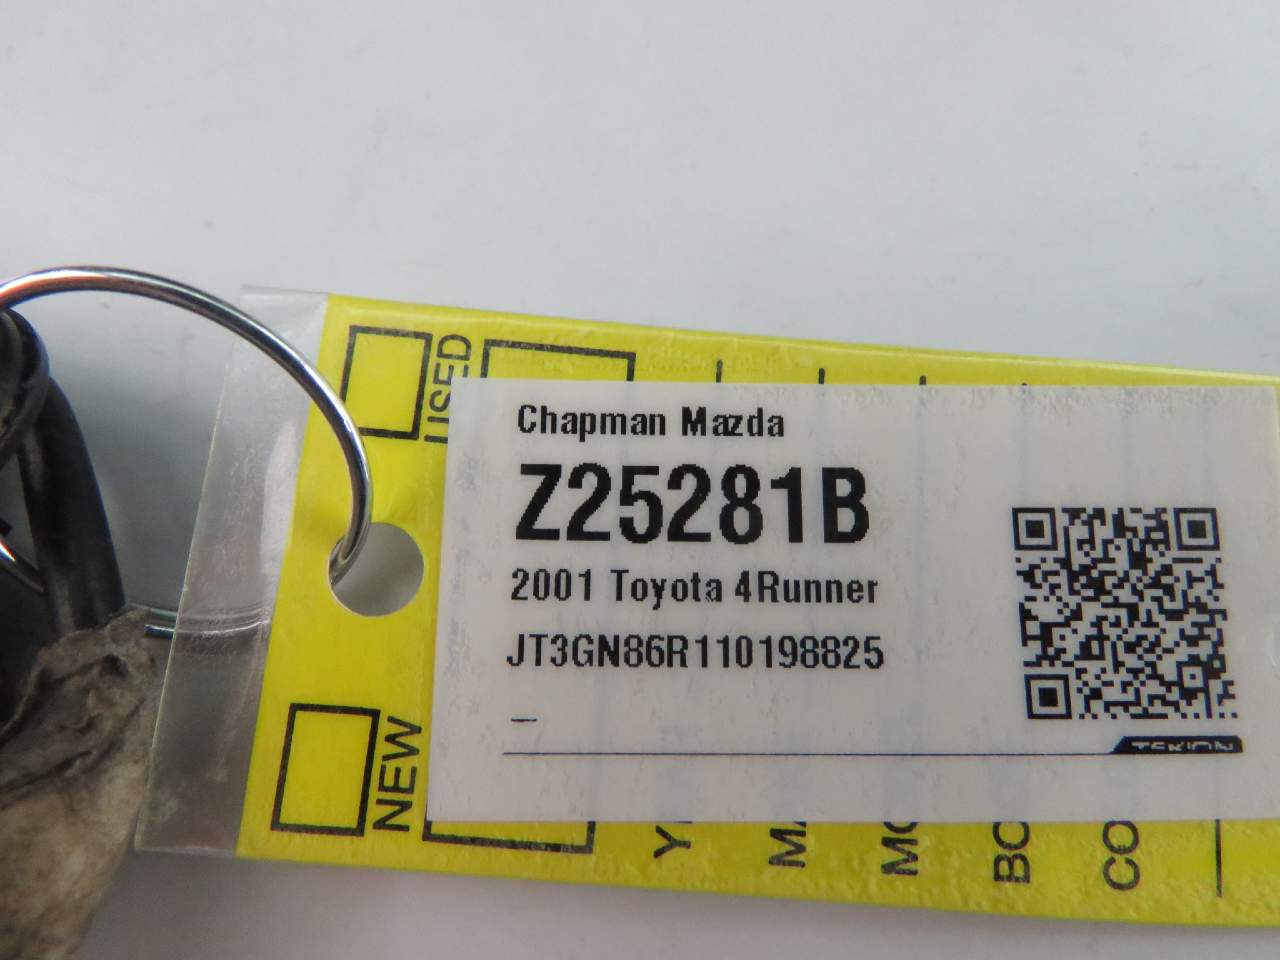 USED
Chapman Mazda
Z25281B
2001 Toyota 4Runner
JT3GN86R110198825
–
TEKION
NEW